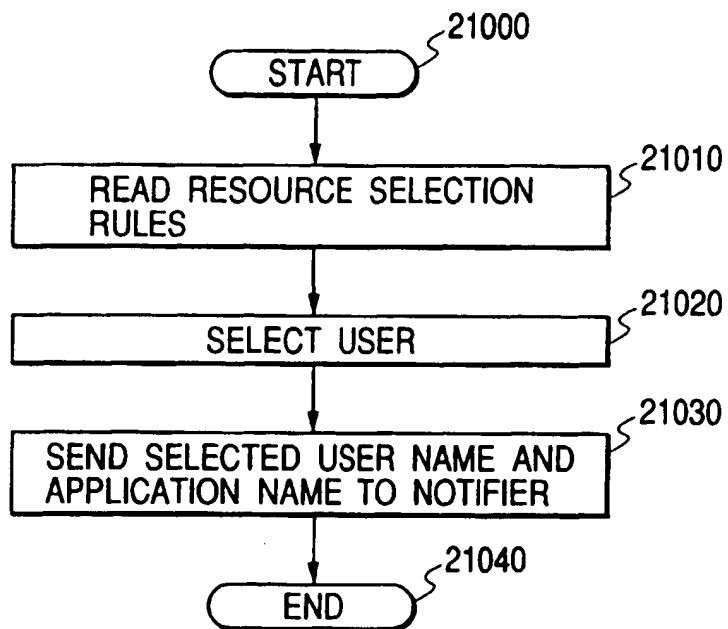 21000
START
21010
READ RESOURCE SELECTION
RULES
21020
SELECT USER
21030
SEND SELECTED USER NAME AND
APPLICATION NAME TO NOTIFIER
21040
END